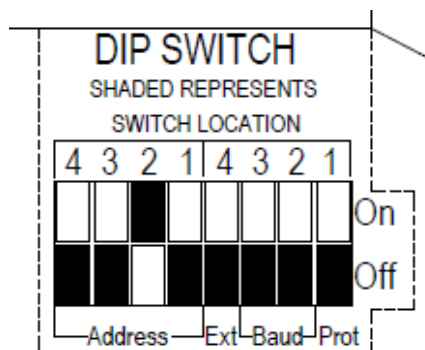 DIP SWITCH
SHADED REPRESENTS
SWITCH LOCATION
4 3 2 1 4 3 2 1
On
Off
Address Ext Baud Prot